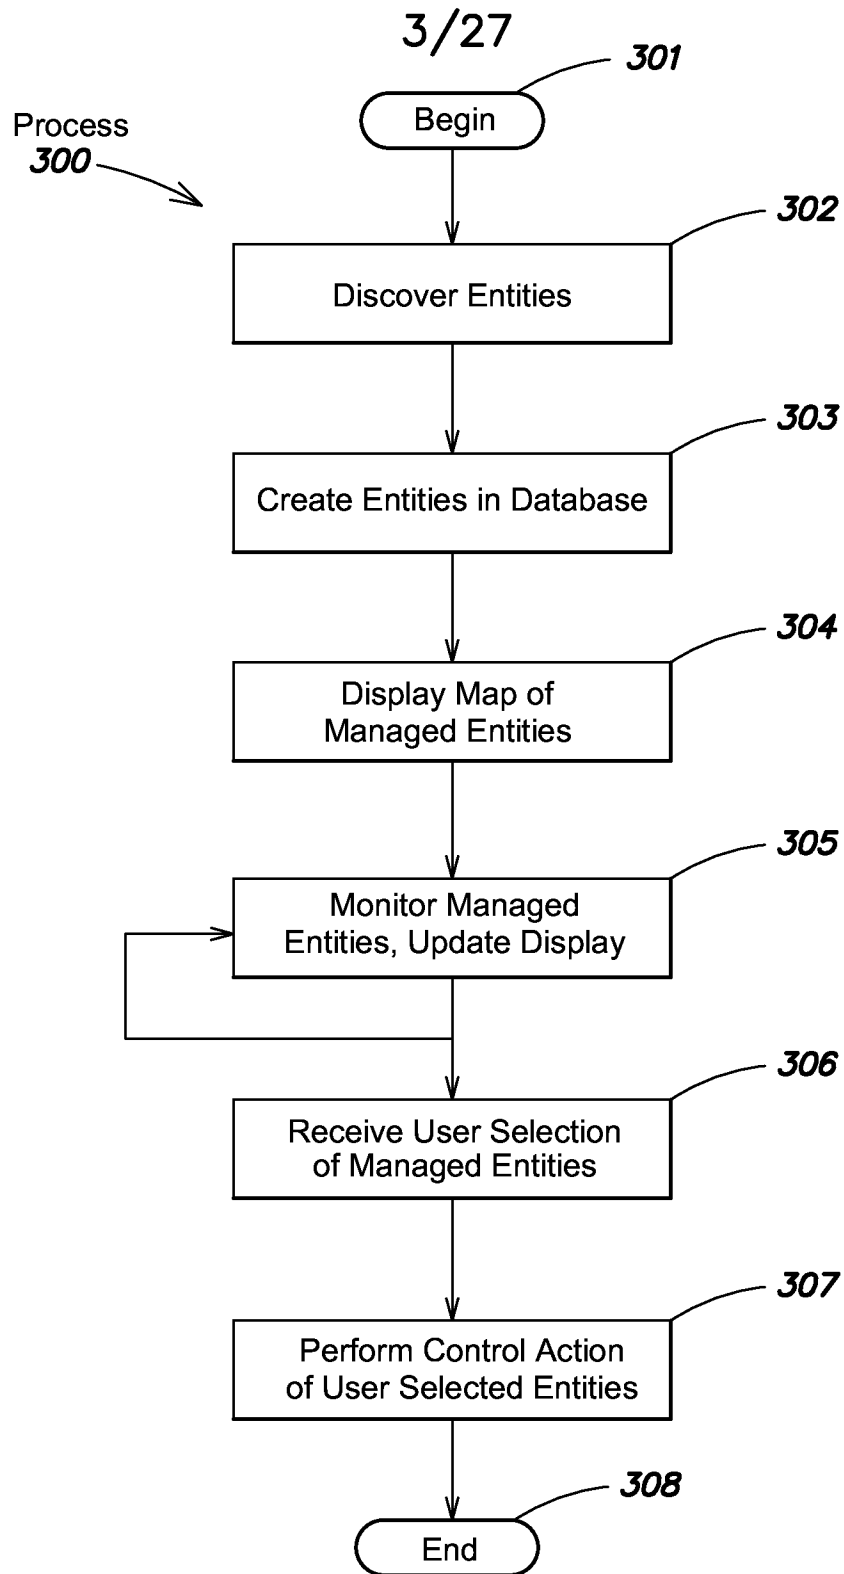 3/27
301
Begin
Process
300
302
Discover Entities
303
Create Entities in Database
304
Display Map of
Managed Entities
305
Monitor Managed
Entities, Update Display
306
Receive User Selection
of Managed Entities
307
Perform Control Action
of User Selected Entities
308
End